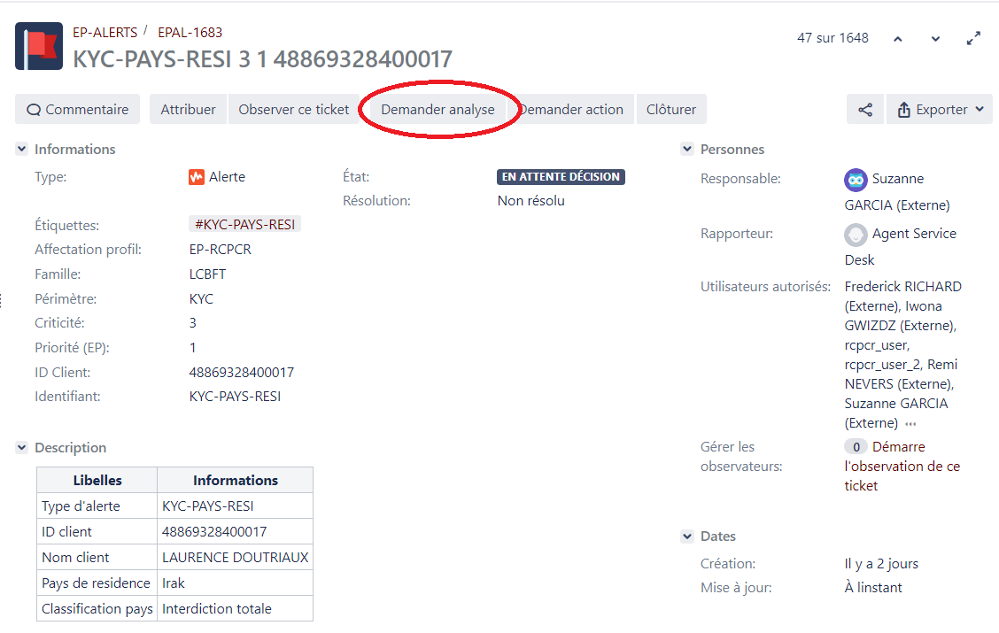 EP-ALERTS / EPAL-1683
KYC-PAYS-RESI 3 1 48869328400017
47 sur 1648
Commentaire Attribuer Observer ce ticket Demander analyse Demander action Clôturer Exporter
Informations
Type: Alerte État: EN ATTENTE DÉCISION
Résolution: Non résolu
Étiquettes: #KYC-PAYS-RESI
Affectation profil: EP-RCPCR
Famille: LCBFT
Périmètre: KYC
Criticité: 3
Priorité (EP): 1
ID Client: 48869328400017
Identifiant: KYC-PAYS-RESI
Description
Libelles Informations
Type d'alerte KYC-PAYS-RESI
ID client 48869328400017
Nom client LAURENCE DOUTRIAUX
Pays de residence Irak
Classification pays Interdiction totale
Personnes
Responsable: Suzanne
GARCIA (Externe)
Rapporteur: Agent Service
Desk
Utilisateurs autorisés: Frederick RICHARD
(Externe), Iwona
GWIZDZ (Externe),
rcpcr_user,
rcpcr_user_2, Remi
NEVERS (Externe),
Suzanne GARCIA
(Externe) •••
Gérer les 0 Démarre
observateurs: l'observation de ce
ticket
Dates
Création: Il y a 2 jours
Mise à jour: À linstant